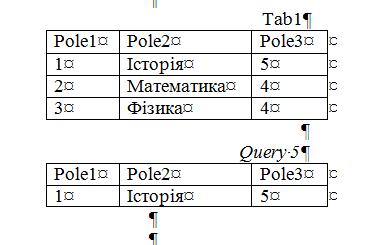 Tab1¶
Pole1¤ Pole2¤ Pole3¤ ¤
1¤ Історія¤ 5¤ ¤
2¤ Математика¤ 4¤ ¤
3¤ Фізика¤ 4¤ ¤
¶
Query·5¶
Pole1¤ Pole2¤ Pole3¤ ¤
1¤ Історія¤ 5¤ ¤
¶
¶